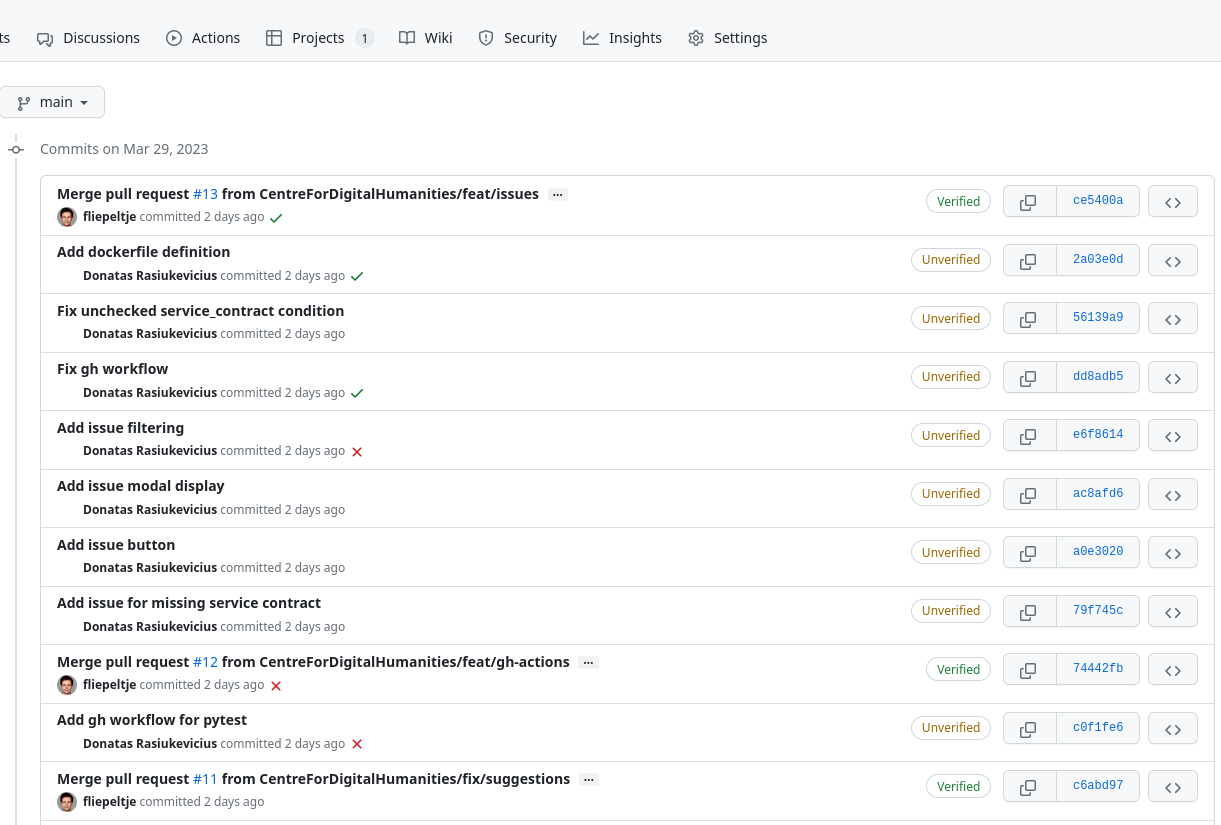 ts Discussions Actions Projects 1 Wiki Security Insights Settings
main
Commits on Mar 29, 2023
Merge pull request #13 from CentreForDigitalHumanities/feat/issues ...
Verified ce5400a <>
fliepeltje committed 2 days ago
Add dockerfile definition
Unverified 2a03e0d <>
Donatas Rasiukevicius committed 2 days ago
Fix unchecked service_contract condition
Unverified 56139a9 <>
Donatas Rasiukevicius committed 2 days ago
Fix gh workflow
Unverified dd8adb5 <>
Donatas Rasiukevicius committed 2 days ago
Add issue filtering
Unverified e6f8614 <>
Donatas Rasiukevicius committed 2 days ago
Add issue modal display
Unverified ac8afd6 <>
Donatas Rasiukevicius committed 2 days ago
Add issue button
Unverified a0e3020 <>
Donatas Rasiukevicius committed 2 days ago
Add issue for missing service contract
Unverified 79f745c <>
Donatas Rasiukevicius committed 2 days ago
Merge pull request #12 from CentreForDigitalHumanities/feat/gh-actions ...
Verified 74442fb <>
fliepeltje committed 2 days ago
Add gh workflow for pytest
Unverified c0f1fe6 <>
Donatas Rasiukevicius committed 2 days ago
Merge pull request #11 from CentreForDigitalHumanities/fix/suggestions ...
Verified c6abd97 <>
fliepeltje committed 2 days ago